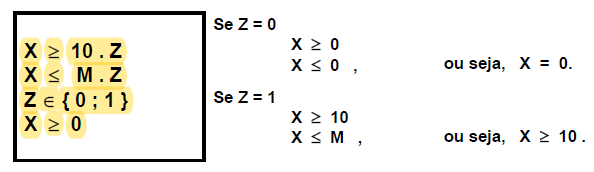 X ≥ 10 . Z
X ≤ M . Z
Z ∈ { 0 ; 1 }
X ≥ 0
Se Z = 0
X ≥ 0
X ≤ 0 , ou seja, X = 0.
Se Z = 1
X ≥ 10
X ≤ M , ou seja, X ≥ 10 .